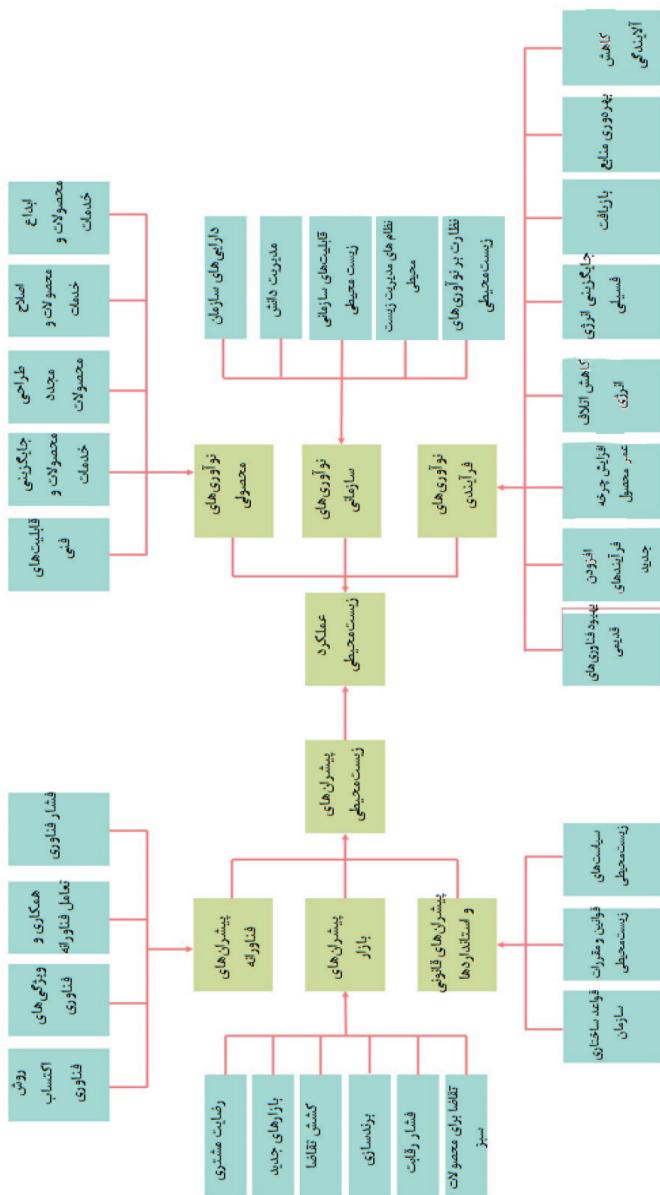 ابداع
محصولات و
خدمات
اصلاح
محصولات و
خدمات
طراحی
مجدد
محصولات
جایگزینی
محصولات و
خدمات
قابلیت‌های
فنی
فشار فناوری
همکاری و
تعامل فناورانه
ویژگی‌های
فناوری
روش
اکتساب
فناوری
دارایی‌های سازمان
مدیریت دانش
قابلیت‌های سازمانی
زیست محیطی
نظام های مدیریت زیست
محیطی
نظارت بر نوآوری‌های
زیست‌محیطی
نوآوری‌های
محصولی
نوآوری‌های
سازمانی
نوآوری‌های
فرآیندی
عملکرد
زیست‌محیطی
پیشران‌های
زیست‌محیطی
پیشران‌های
فناورانه
پیشران‌های
بازار
پیشران‌های قانونی
و استانداردها
رضایت مشتری
بازارهای جدید
کشش تقاضا
برندسازی
فشار رقابت
تقاضا برای محصولات
سبز
کاهش
آلایندگی
بهره‌وری منابع
بازیافت
جایگزینی انرژی
فسیلی
کاهش اتلاف
انرژی
افزایش چرخه
عمر محصول
افزودن
فرآیندهای
جدید
بهبود فناوری‌های
قدیمی
سیاست‌های
زیست‌محیطی
قوانین و مقررات
زیست‌محیطی
قواعد ساختاری
سازمان